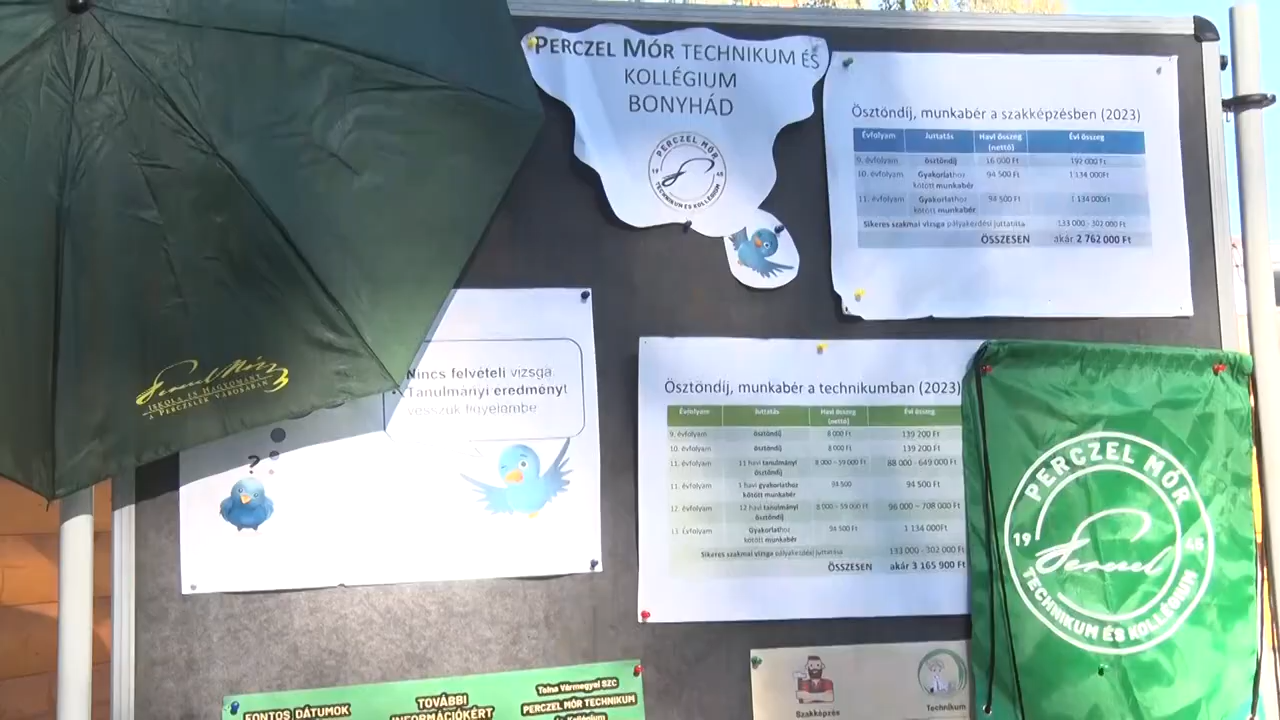 PERCZEL MÓR TECHNIKUM ÉS
KOLLÉGIUM
BONYHÁD
PERCZEL MÓR
19 46
TECHNIKUM ÉS KOLLÉGIUM
Ösztöndíj, munkabér a szakképzésben (2023)
Évfolyam Juttatás Havi összeg (nettó) Évi összeg
9. évfolyam ösztöndíj 16 000 Ft 192 000 Ft
10. évfolyam Gyakorlathoz kötött munkabér 94 500 Ft 1 134 000Ft
11. évfolyam Gyakorlathoz kötött munkabér 94 500 Ft 1 134 000Ft
Sikeres szakmai vizsga pályakezdési juttatása 133 000 - 302 000 Ft
ÖSSZESEN akár 2 762 000 Ft
ISKOLA ÉS HAGYOMÁNY
A PERCZELEK VÁROSÁBAN
Nincs felvételi vizsga.
Tanulmányi eredményt
vesszük figyelembe
?
Ösztöndíj, munkabér a technikumban (2023)
Évfolyam Juttatás Havi összeg (nettó) Évi összeg
9. évfolyam ösztöndíj 8 000 Ft 139 200 Ft
10. évfolyam ösztöndíj 8 000 Ft 139 200 Ft
11. évfolyam 11 havi tanulmányi ösztöndíj 8 000 - 59 000 Ft 88 000 - 649 000 Ft
11. évfolyam 1 havi gyakorlathoz kötött munkabér 94 500 94 500 Ft
12. évfolyam 12 havi tanulmányi ösztöndíj 8 000 - 59 000 Ft 96 000 - 708 000 Ft
13. Évfolyam Gyakorlathoz kötött munkabér 94 500 Ft 1 134 000Ft
Sikeres szakmai vizsga pályakezdési juttatása 133 000 - 302 000 Ft
ÖSSZESEN akár 3 165 900 Ft
PERCZEL MÓR
19 46
Perczel
TECHNIKUM ÉS KOLLÉGIUM
FONTOS DÁTUMOK
TOVÁBBI
INFORMÁCIÓKÉRT
Tolna Vármegyei SZC
PERCZEL MÓR TECHNIKUM
és Kollégium
Szakképzés
Technikum